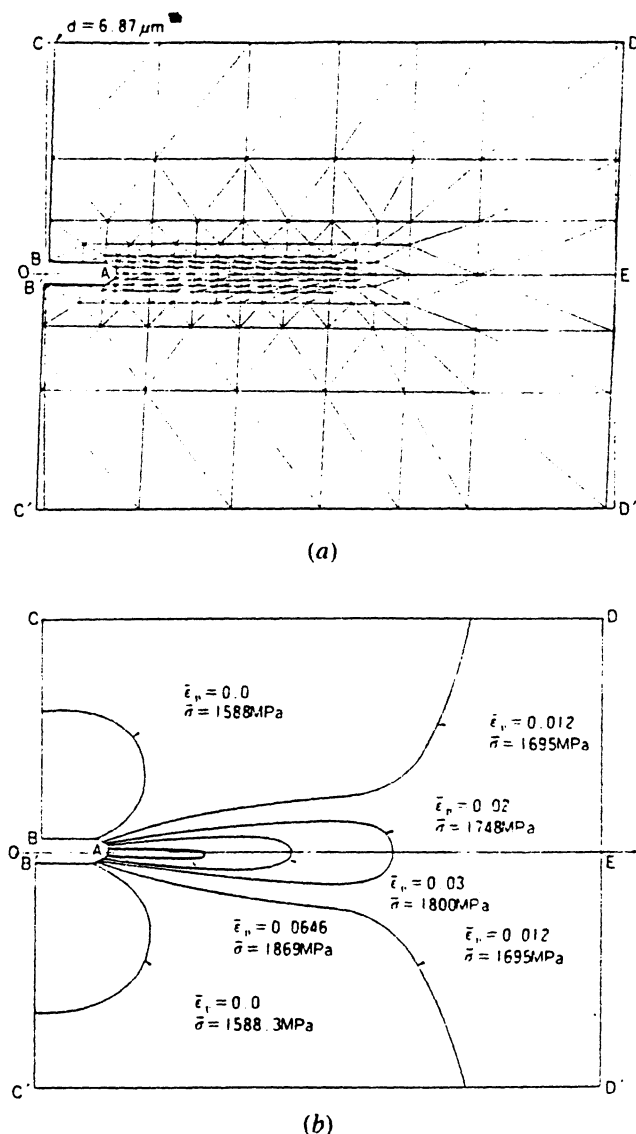 C d = 6.87 μm D
B
O A E
B'
C' D'
(a)
C D
ε̄ₚ = 0.0
σ̄ = 1588MPa
ε̄ₚ = 0.012
σ̄ = 1695MPa
ε̄ₚ = 0.02
σ̄ = 1748MPa
B
O A E
B'
ε̄ₚ = 0.03
σ̄ = 1800MPa
ε̄ₚ = 0.0646
σ̄ = 1869MPa
ε̄ₚ = 0.012
σ̄ = 1695MPa
ε̄ₚ = 0.0
σ̄ = 1588.3MPa
C' D'
(b)